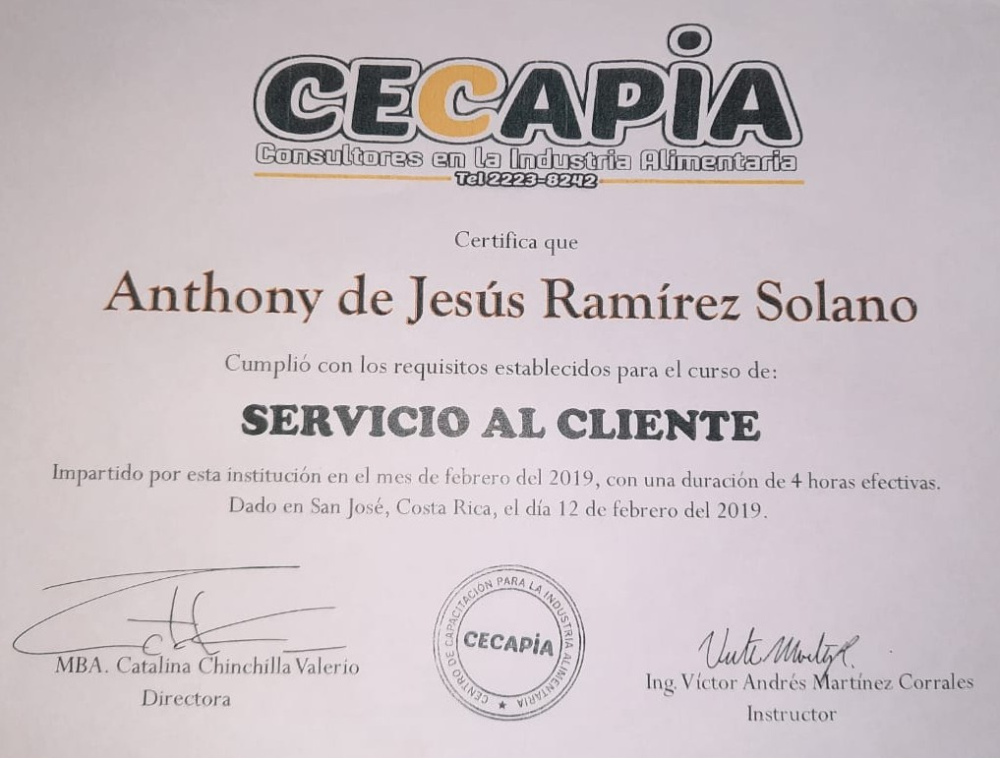 CECAPIA
Consultores en la Industria Alimentaria
Tel 2223-8242
Certifica que
Anthony de Jesús Ramírez Solano
Cumplió con los requisitos establecidos para el curso de:
SERVICIO AL CLIENTE
Impartido por esta institución en el mes de febrero del 2019, con una duración de 4 horas efectivas.
Dado en San José, Costa Rica, el día 12 de febrero del 2019.
CENTRO DE CAPACITACIÓN PARA LA INDUSTRIA ALIMENTARIA
CECAPIA
MBA. Catalina Chinchilla Valerio
Directora
Ing. Víctor Andrés Martínez Corrales
Instructor